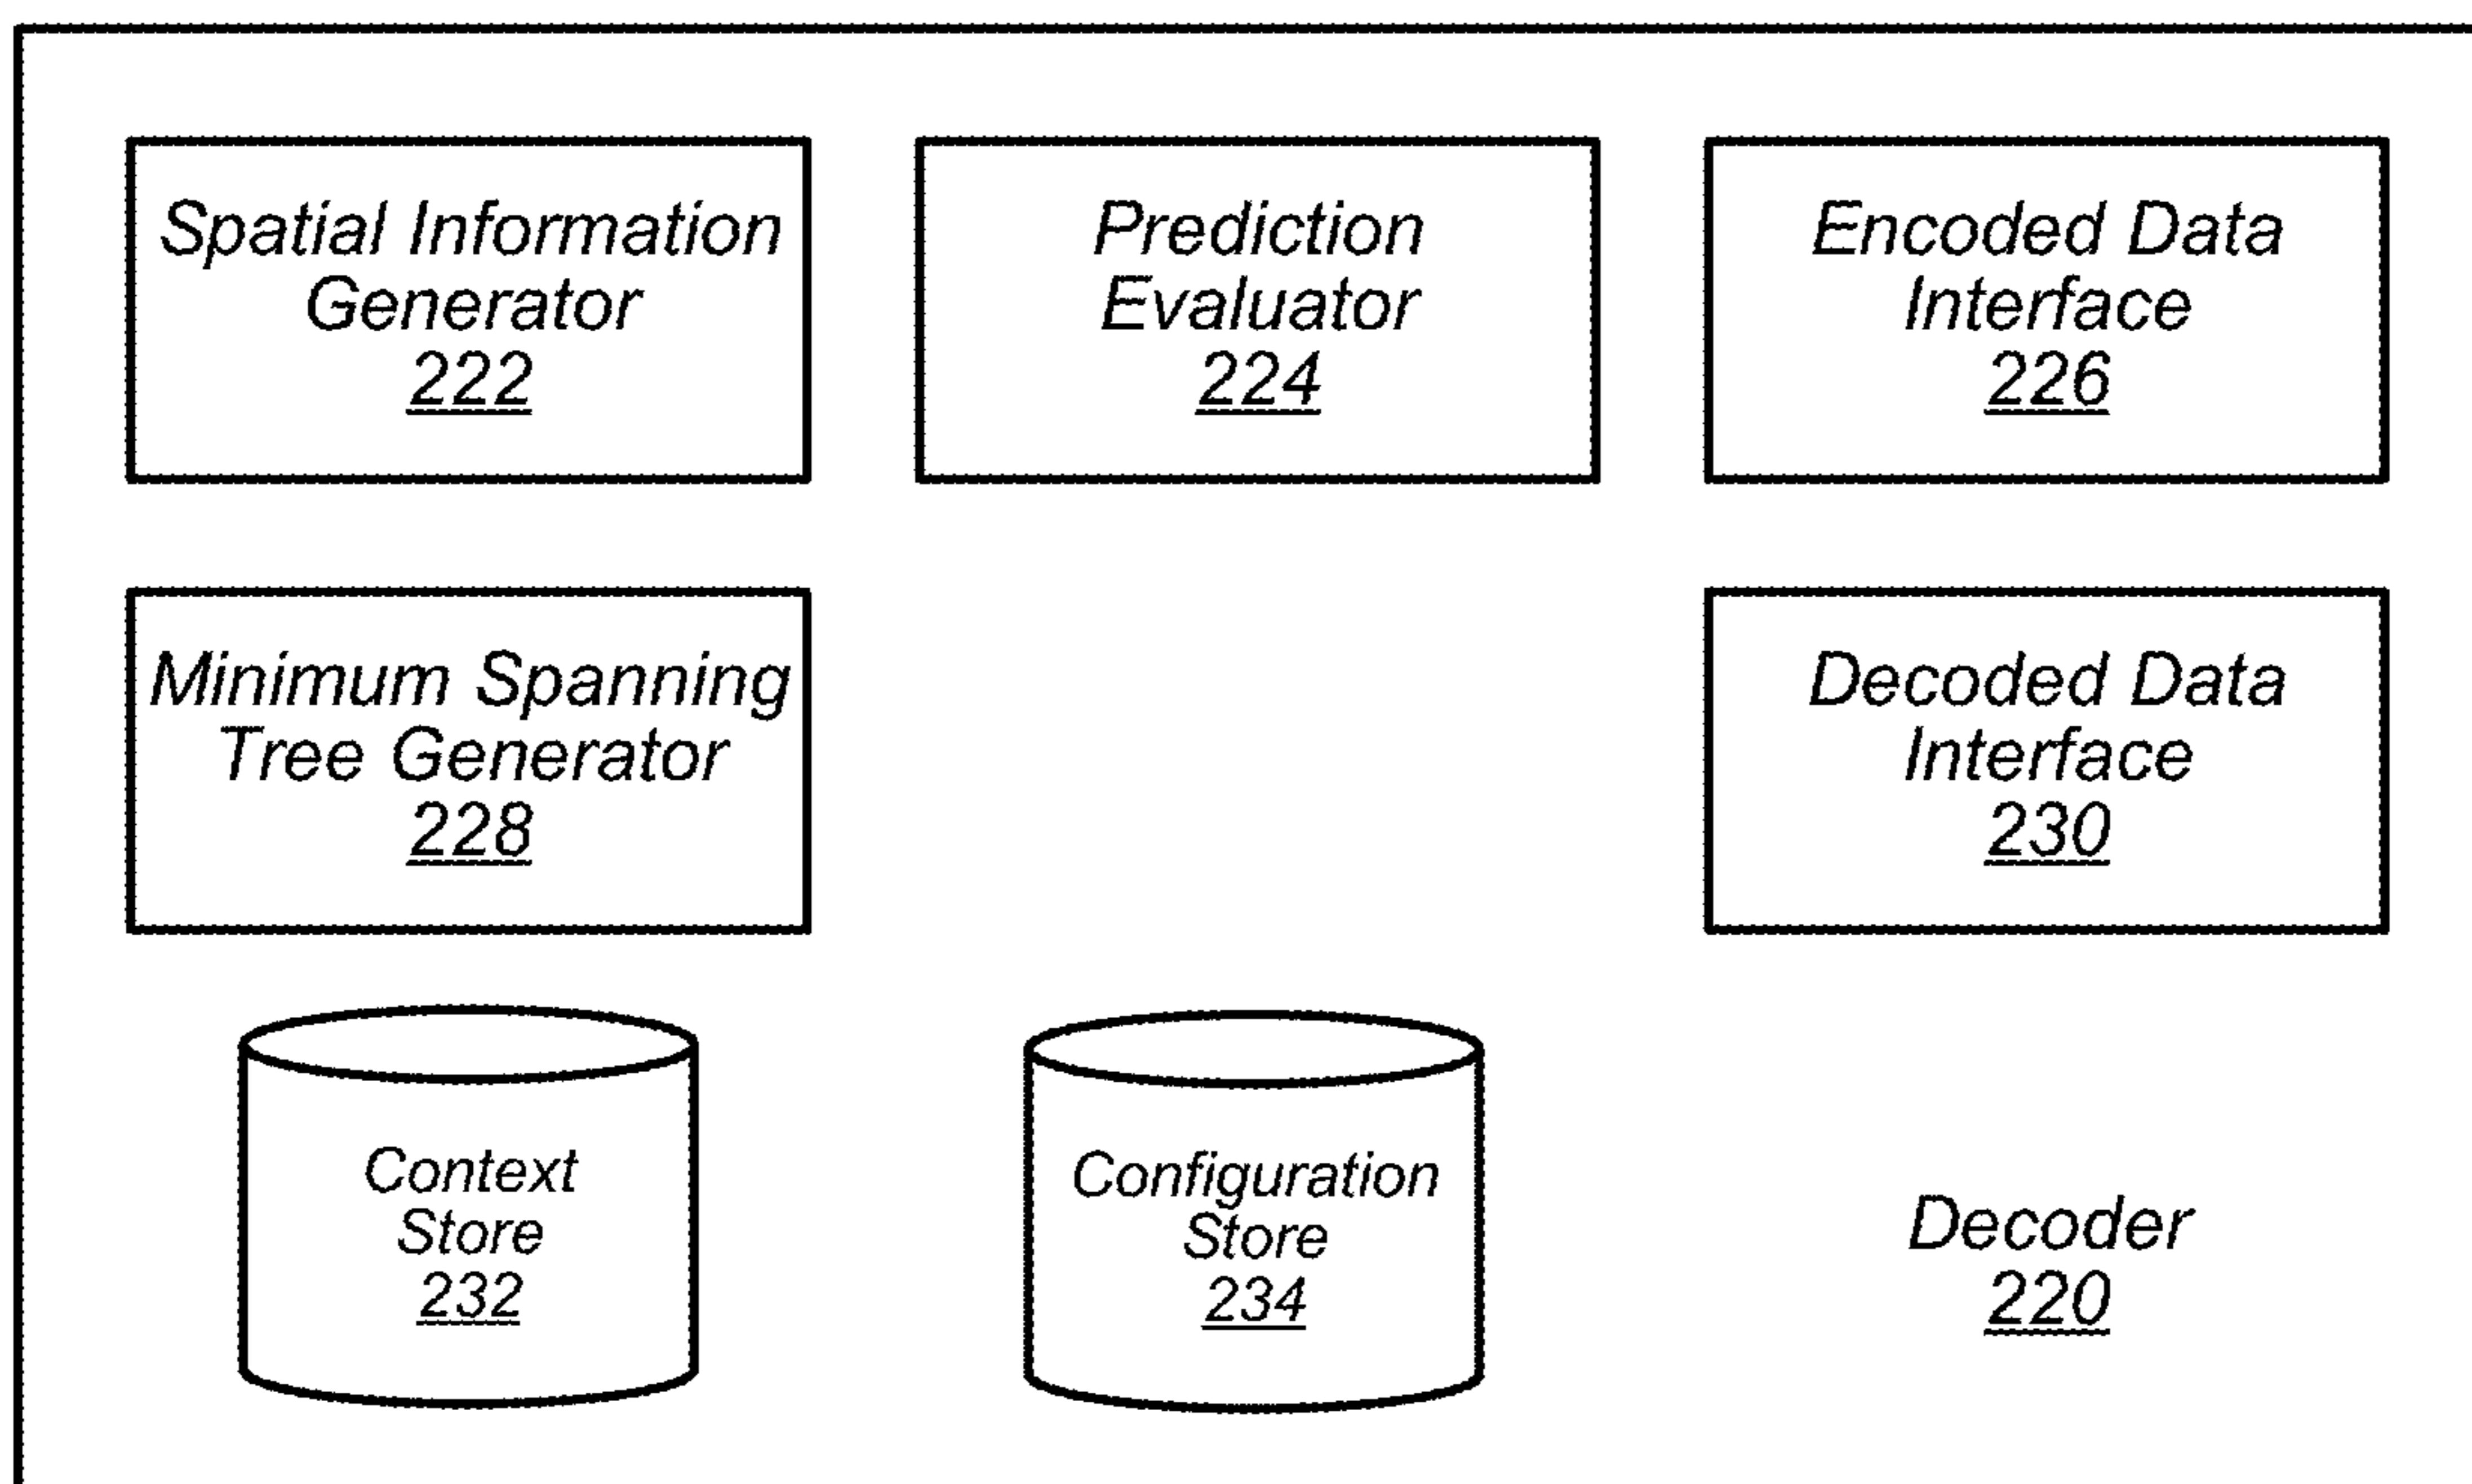 Spatial Information
Generator
222
Prediction
Evaluator
224
Encoded Data
Interface
226
Minimum Spanning
Tree Generator
228
Decoded Data
Interface
230
Context
Store
232
Configuration
Store
234
Decoder
220